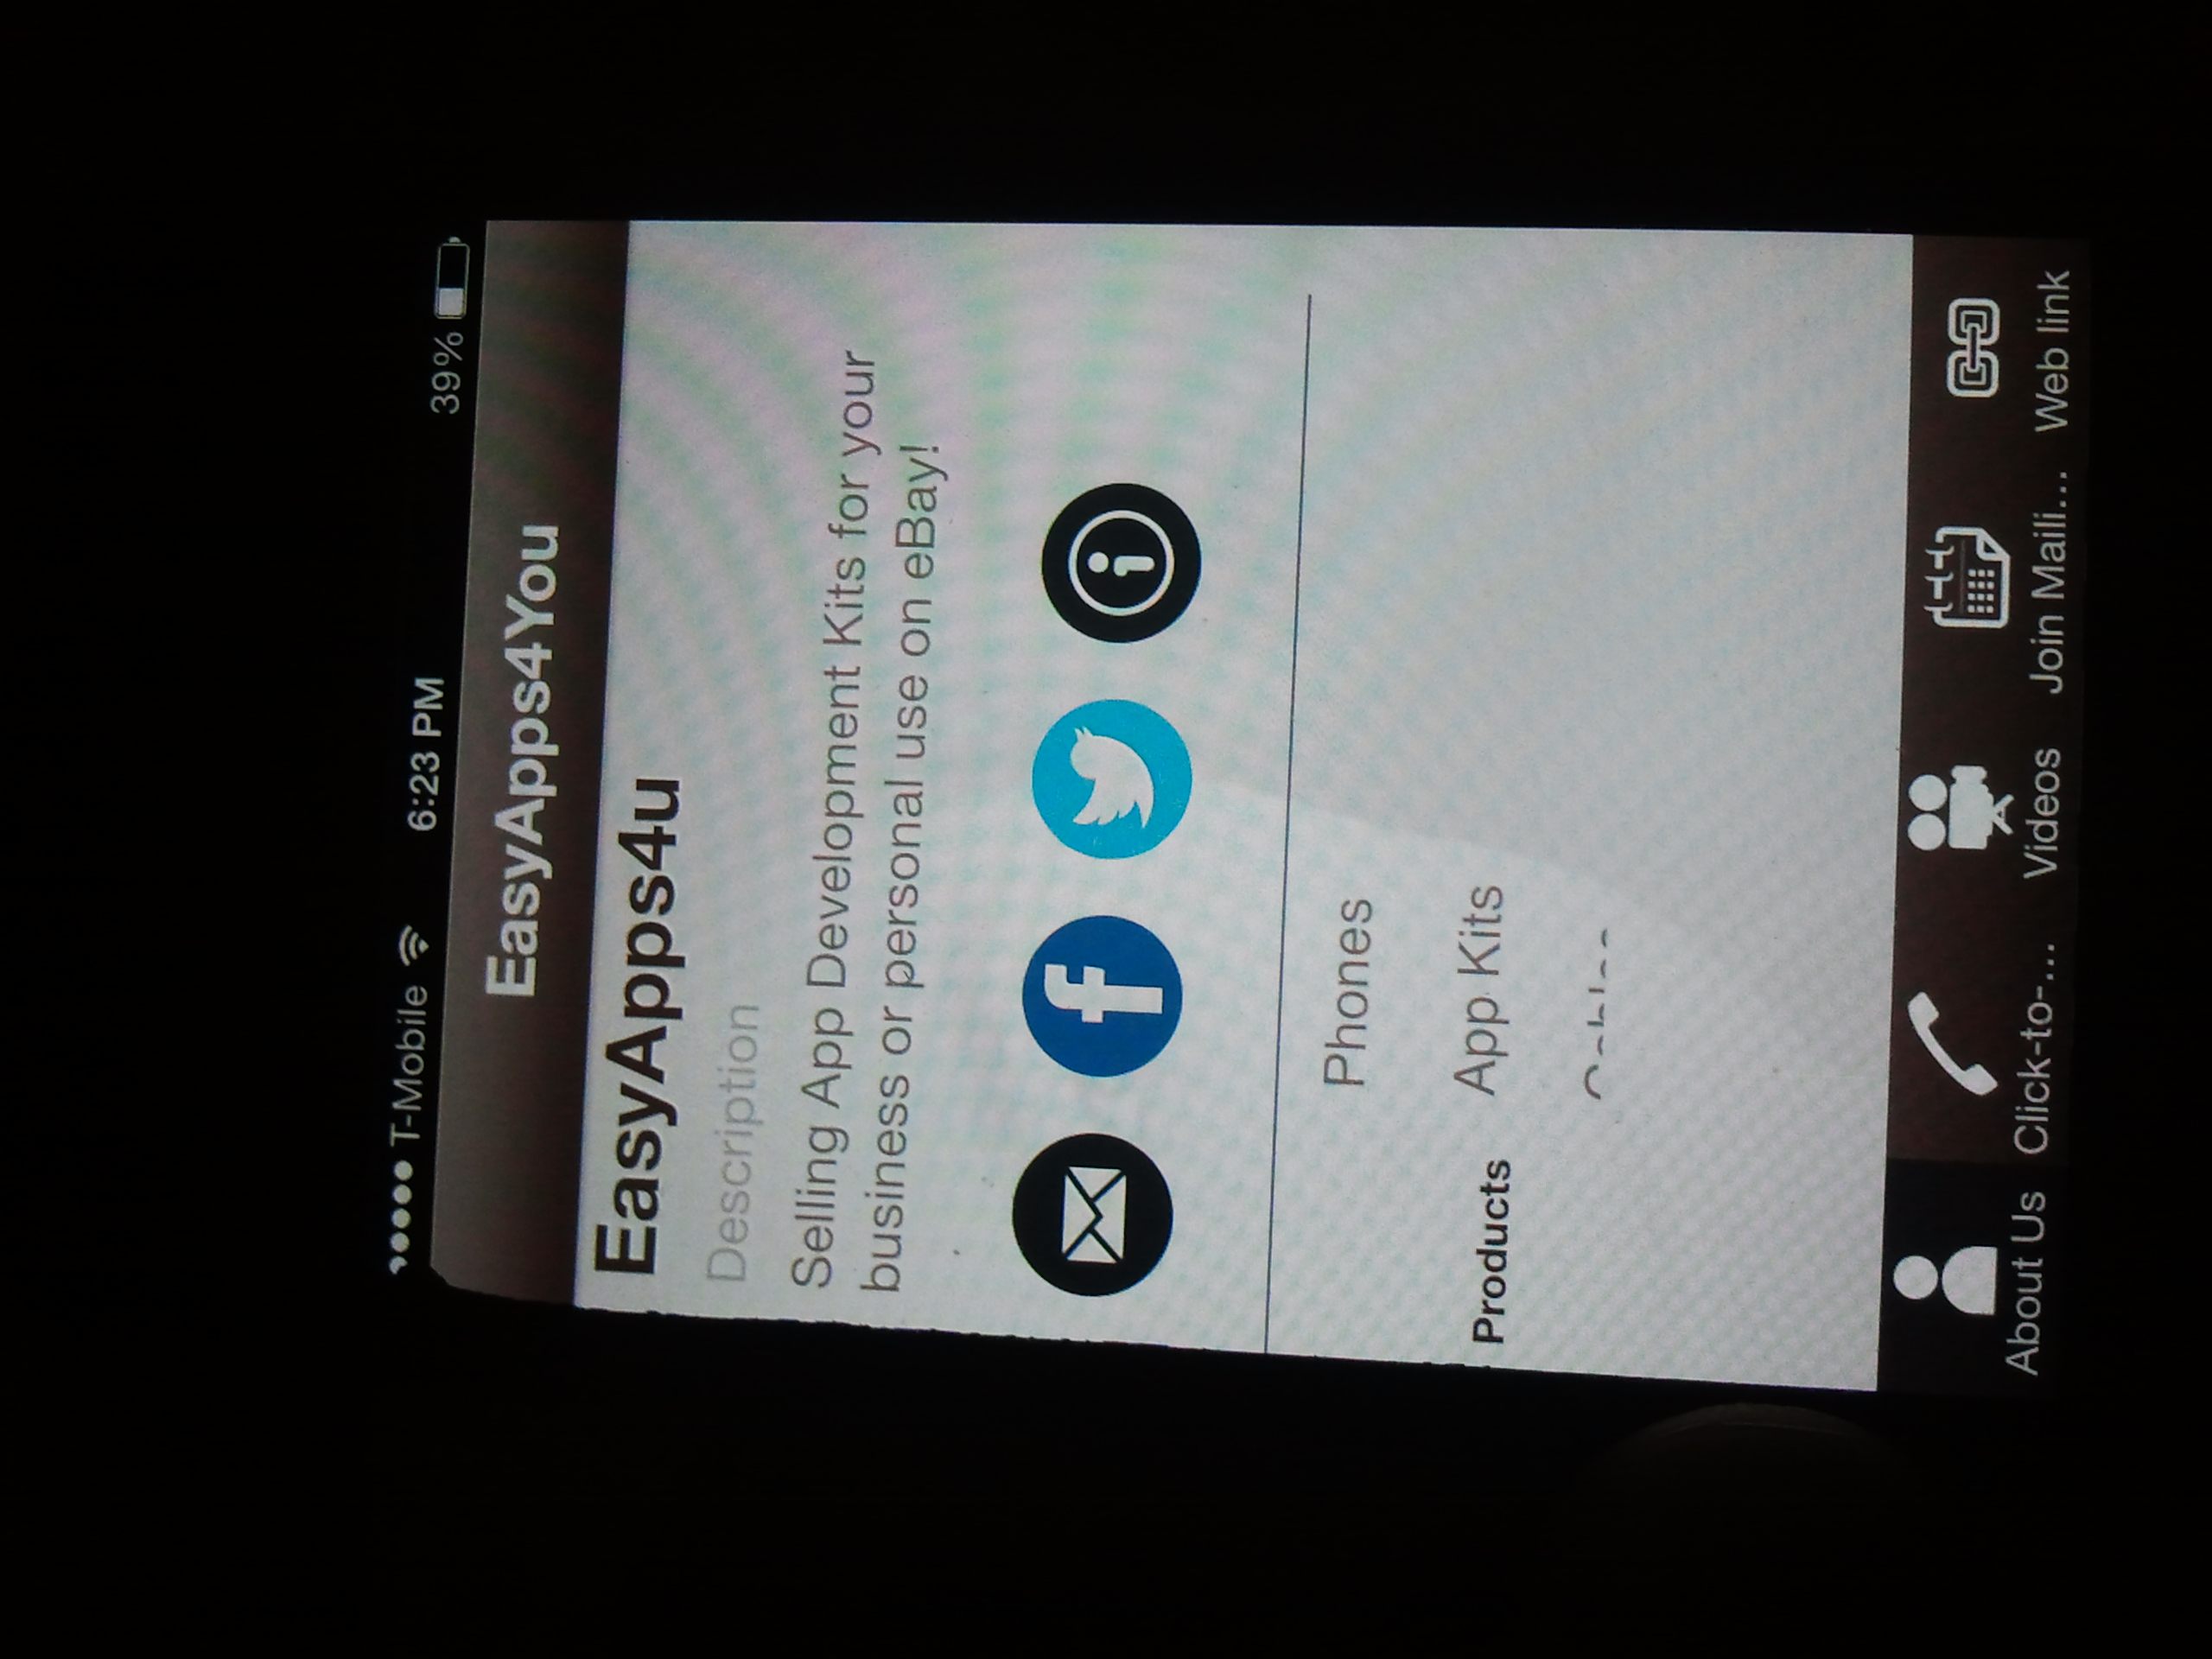 T-Mobile 6:23 PM 39%
EasyApps4You
EasyApps4u
Description
Selling App Development Kits for your
business or personal use on eBay!
Phones
Products
App Kits
About Us
Click-to-...
Videos
Join Maili...
Web link